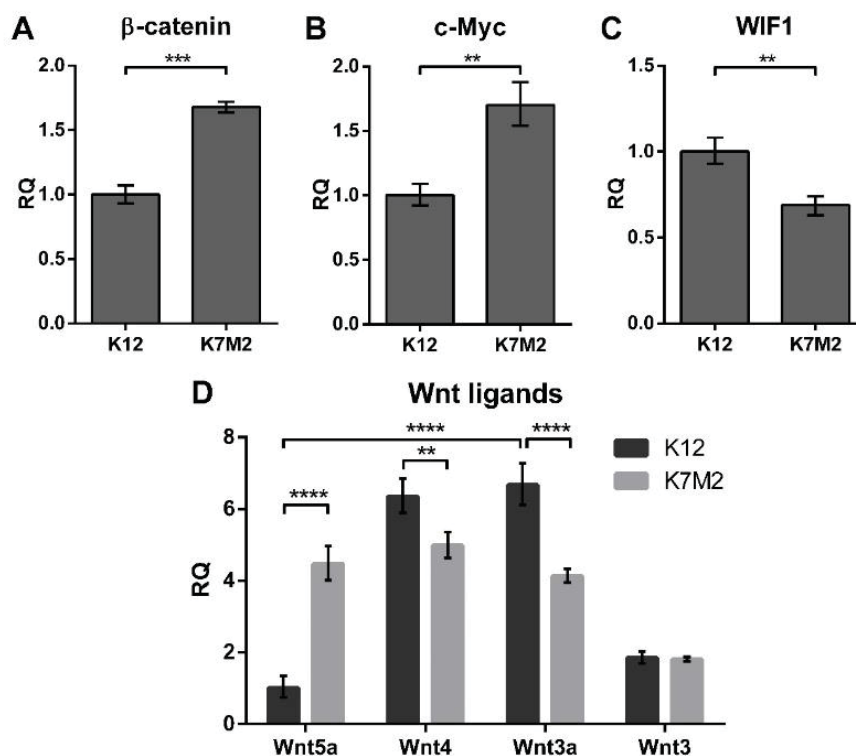 A β-catenin
***
2.0
1.5
1.0
0.5
0.0
RQ
K12 K7M2
B c-Myc
**
2.0
1.5
1.0
0.5
0.0
RQ
K12 K7M2
C WIF1
**
1.5
1.0
0.5
0.0
RQ
K12 K7M2
D Wnt ligands
**** ****
**
****
8
6
4
2
0
RQ
K12
K7M2
Wnt5a Wnt4 Wnt3a Wnt3